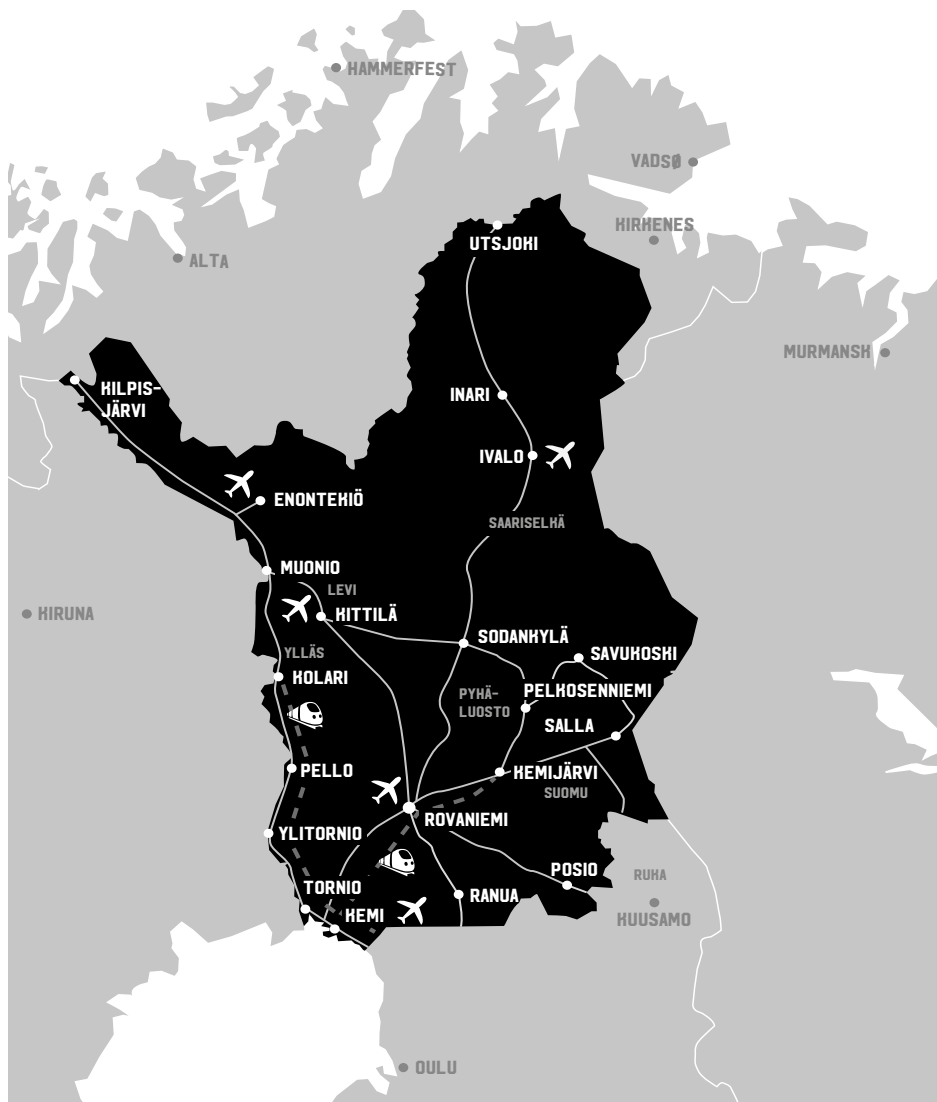 HAMMERFEST
VADSØ
KIRKENES
UTSJOKI
ALTA
MURMANSK
KILPIS-
JÄRVI
INARI
IVALO
ENONTEKIÖ
SAARISELKÄ
MUONIO
LEVI
KITTILÄ
KIRUNA
SODANKYLÄ
YLLÄS
SAVUKOSKI
KOLARI
PELKOSENNIEMI
PYHÄ-
LUOSTO
SALLA
PELLO
KEMIJÄRVI
SUOMU
ROVANIEMI
YLITORNIO
POSIO
RUKA
TORNIO
RANUA
KEMI
KUUSAMO
OULU